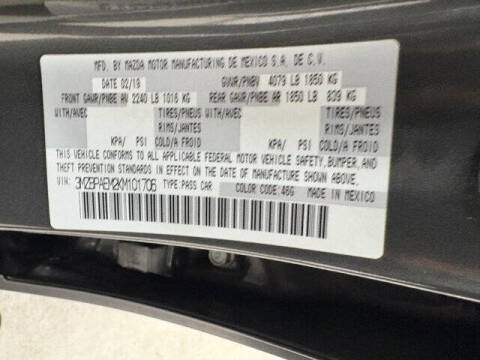 MFD. BY MAZDA MOTOR MANUFACTURING DE MEXICO S.A. DE C.V.
DATE 02/19 GVWR/PNBV 4079 LB 1850 KG
FRONT GAWR/PNBE AV 2240 LB 1016 KG REAR GAWR/PNBE AR 1850 LB 839 KG
WITH/AVEC TIRES/PNEUS WITH/AVEC TIRES/PNEUS
RIMS/JANTES RIMS/JANTES
KPA/ PSI COLD/A FROID KPA/ PSI COLD/A FROID
THIS VEHICLE CONFORMS TO ALL APPLICABLE FEDERAL MOTOR VEHICLE SAFETY, BUMPER, AND
THEFT PREVENTION STANDARDS IN EFFECT ON THE DATE OF MANUFACTURE SHOWN ABOVE.
VIN: 3MZBPAEM2KM101706 TYPE: PASS CAR COLOR CODE: 46G MADE IN MEXICO